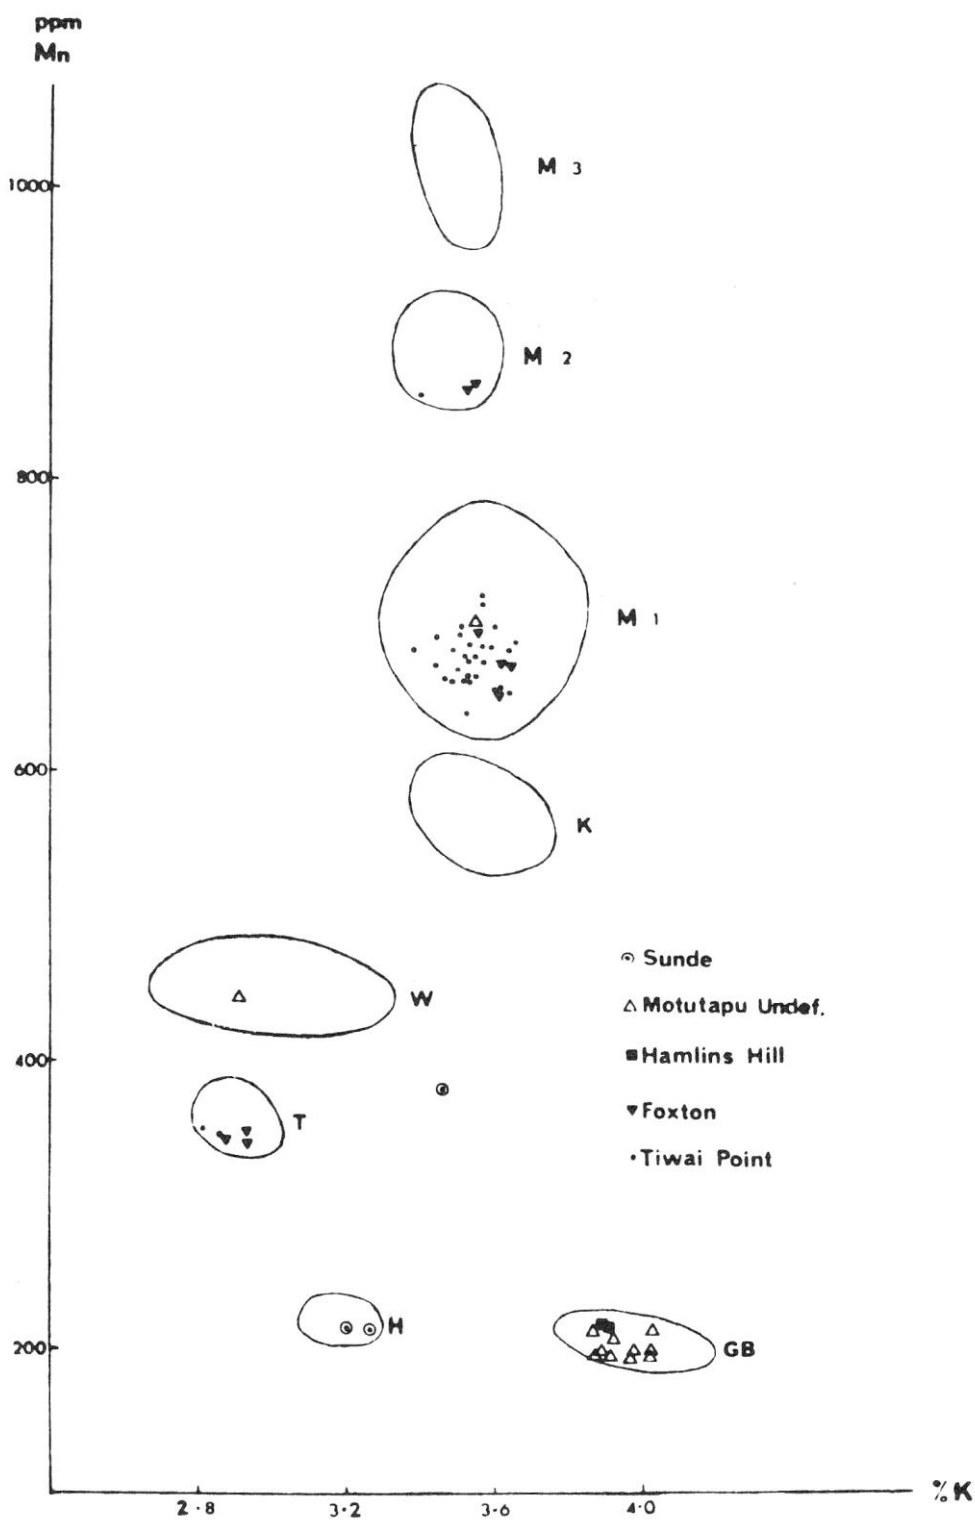 ppm
Mn
1000
M 3
M 2
800
M 1
600
K
Sunde
W
Motutapu Undef.
400
Hamlins Hill
T
Foxton
Tiwai Point
H
200
GB
%K
2·8
3·2
3·6
4·0